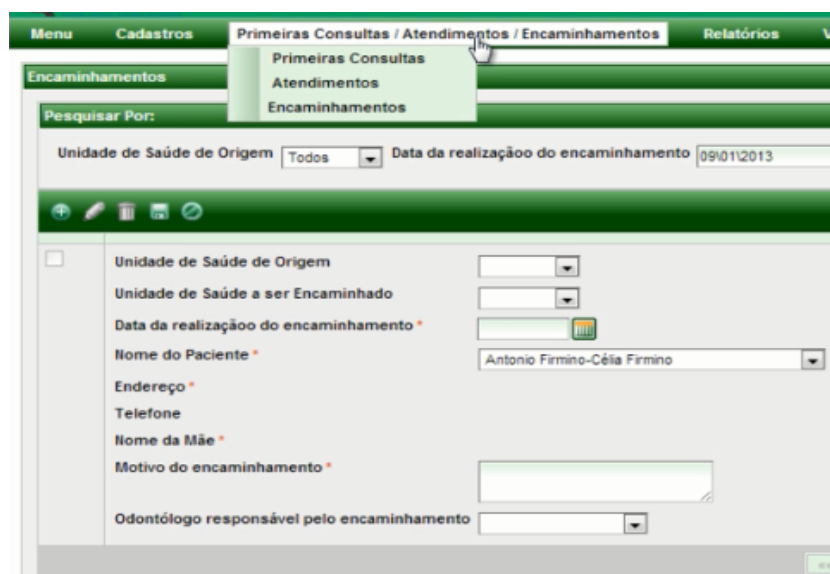 Menu Cadastros Primeiras Consultas / Atendimentos / Encaminhamentos Relatórios
Primeiras Consultas
Atendimentos
Encaminhamentos
Encaminhamentos
Pesquisar Por:
Unidade de Saúde de Origem Todos Data da realizaçãoo do encaminhamento 09\01\2013
Unidade de Saúde de Origem
Unidade de Saúde a ser Encaminhado
Data da realizaçãoo do encaminhamento *
Nome do Paciente * Antonio Firmino-Célia Firmino
Endereço *
Telefone
Nome da Mãe *
Motivo do encaminhamento *
Odontólogo responsável pelo encaminhamento